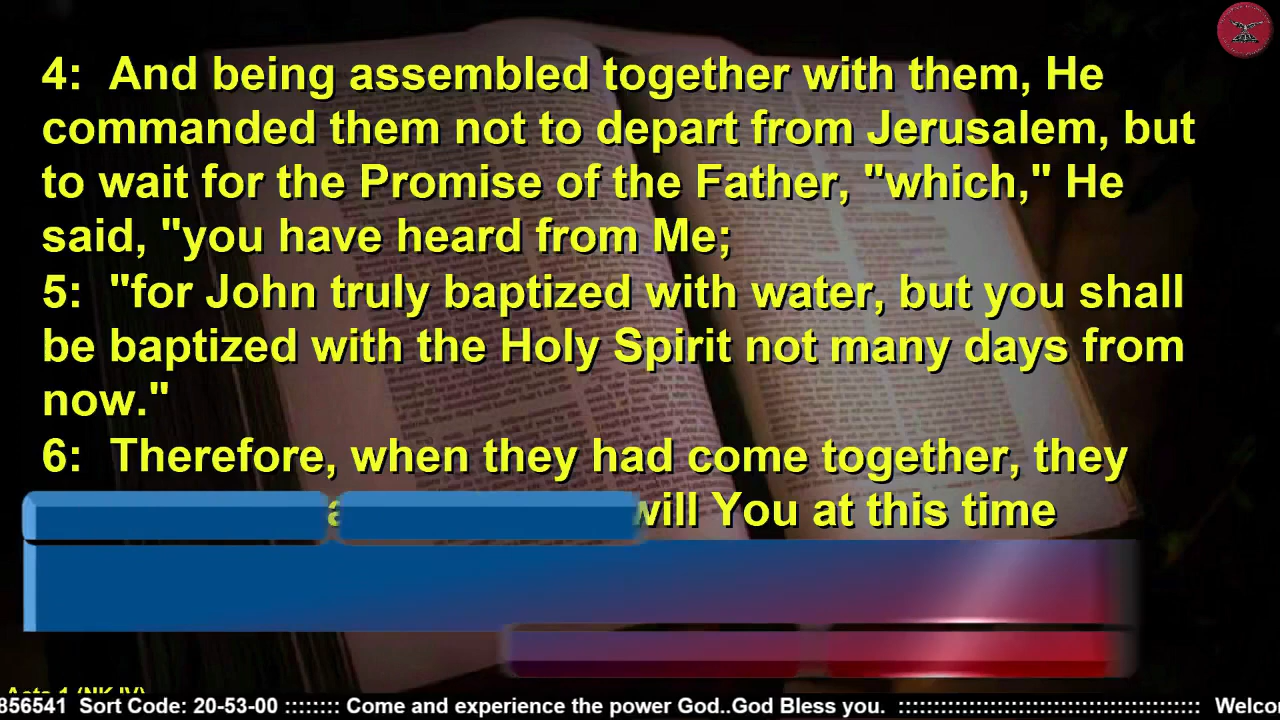 4: And being assembled together with them, He
commanded them not to depart from Jerusalem, but
to wait for the Promise of the Father, "which," He
said, "you have heard from Me;
5: "for John truly baptized with water, but you shall
be baptized with the Holy Spirit not many days from
now."
6: Therefore, when they had come together, they
will You at this time
Acts 1 (NKJV)
856541 Sort Code: 20-53-00 :::::::: Come and experience the power God..God Bless you. :::::::::::::::::::::::::::::::::::::::::::: Welco